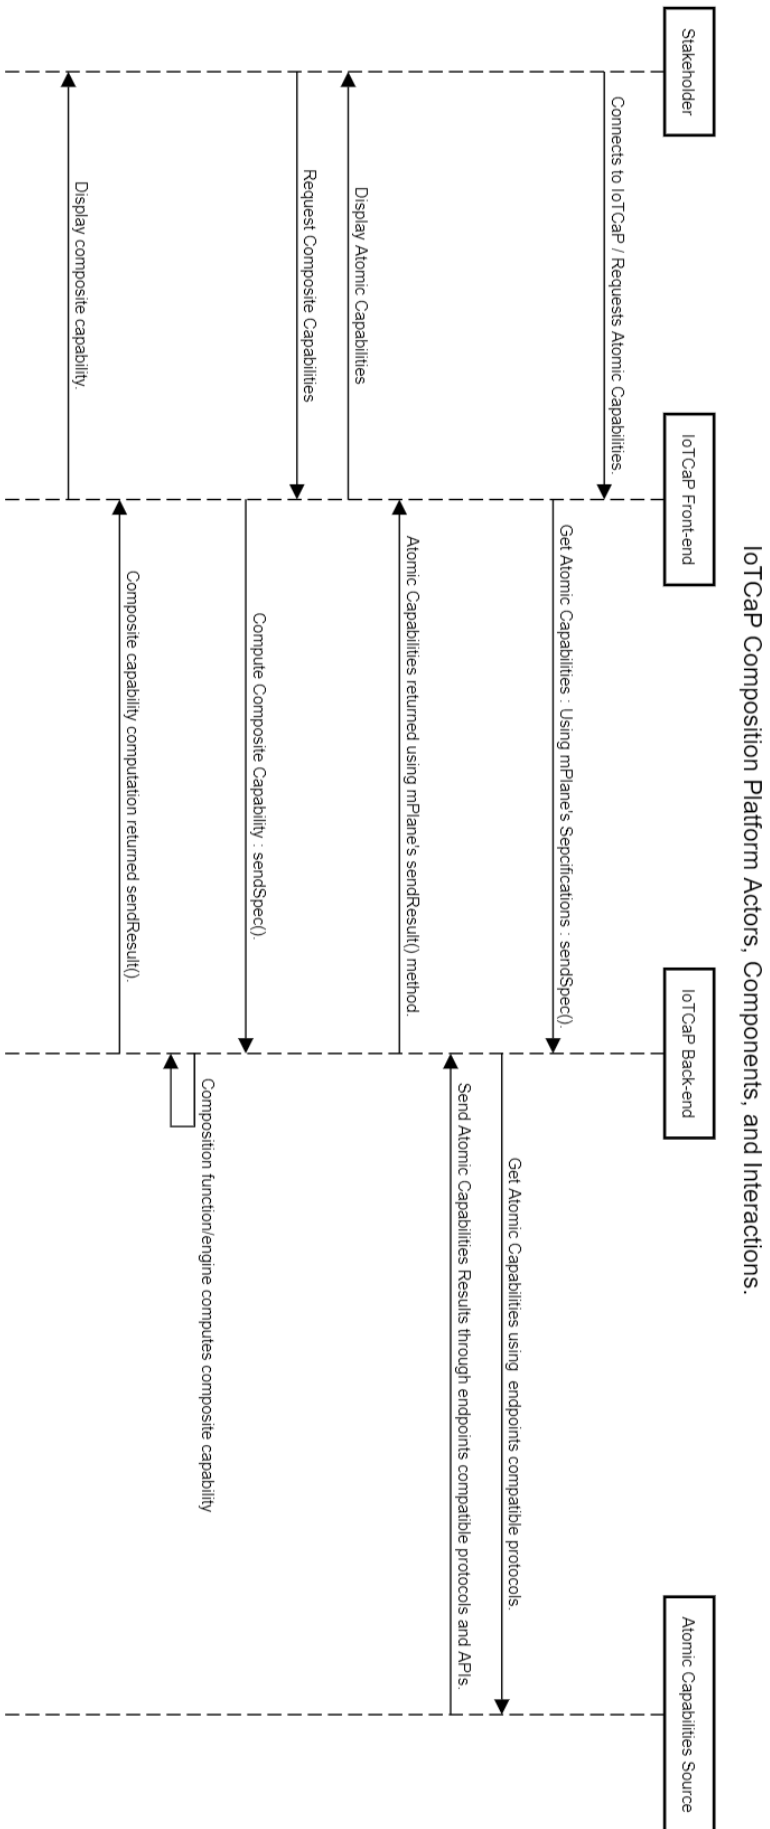 IoTCaP Composition Platform Actors, Components, and Interactions.
Stakeholder
IoTCaP Front-end
IoTCaP Back-end
Atomic Capabilities Source
Connects to IoTCaP / Requests Atomic Capabilities.
Get Atomic Capabilities : Using mPlane's Sepcifications : sendSpec().
Get Atomic Capabilities using endpoints compatible protocols.
Send Atomic Capabilities Results through endpoints compatible protocols and APIs.
Atomic Capabilities returned using mPlane's sendResult() method.
Display Atomic Capabilities
Request Composite Capabilities
Compute Composite Capability : sendSpec().
Composition function/engine computes composite capability
Composite capability computation returned sendResult().
Display composite capability.